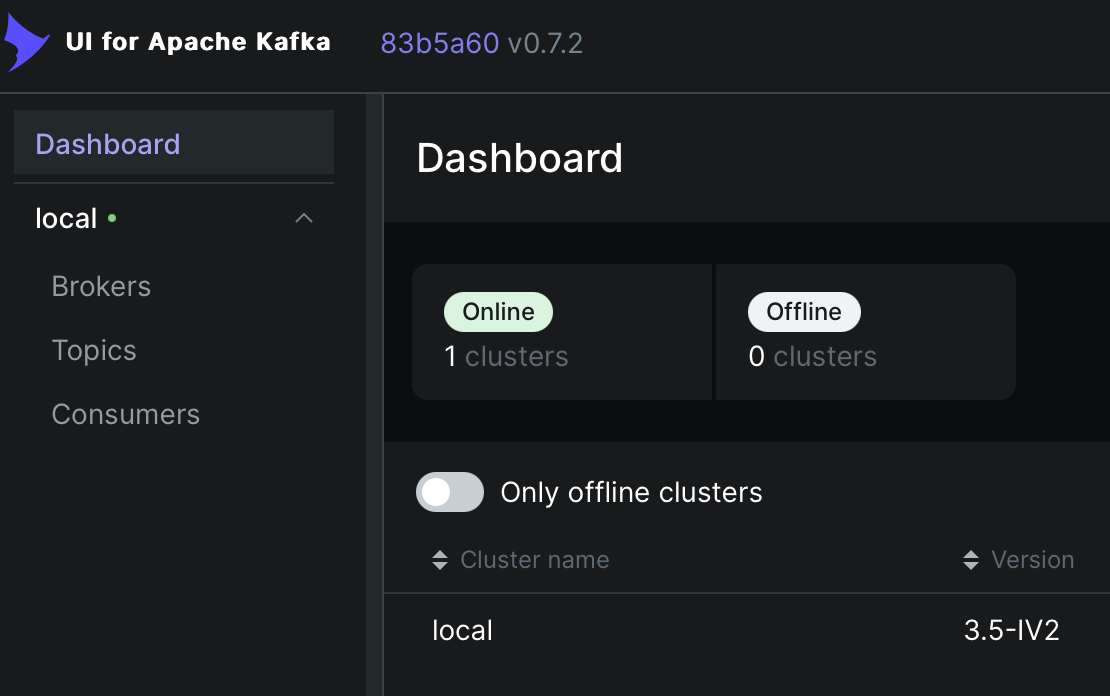 UI for Apache Kafka 83b5a60 v0.7.2
Dashboard
local
Brokers
Topics
Consumers
Dashboard
Online
1 clusters
Offline
0 clusters
Only offline clusters
Cluster name Version
local 3.5-IV2